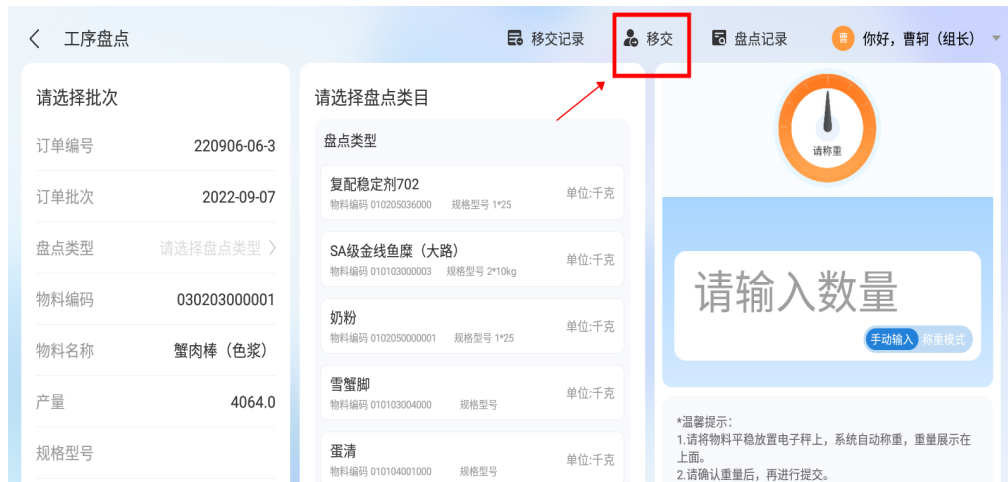 工序盘点
移交记录
移交
盘点记录
曹
你好，曹轲（组长）
请选择批次
订单编号 220906-06-3
订单批次 2022-09-07
盘点类型 请选择盘点类型
物料编码 030203000001
物料名称 蟹肉棒（色浆）
产量 4064.0
规格型号
请选择盘点类目
盘点类型
复配稳定剂702
物料编码 010205036000 规格型号 1*25
单位:千克
SA级金线鱼糜（大路）
物料编码 010103000003 规格型号 2*10kg
单位:千克
奶粉
物料编码 0102050000001 规格型号 1*25
单位:千克
雪蟹脚
物料编码 010103004000 规格型号
单位:千克
蛋清
物料编码 010104001000 规格型号
单位:千克
请称重
请输入数量
手动输入 称重模式
*温馨提示：
1.请将物料平稳放置电子秤上，系统自动称重，重量展示在
上面。
2.请确认重量后，再进行提交。